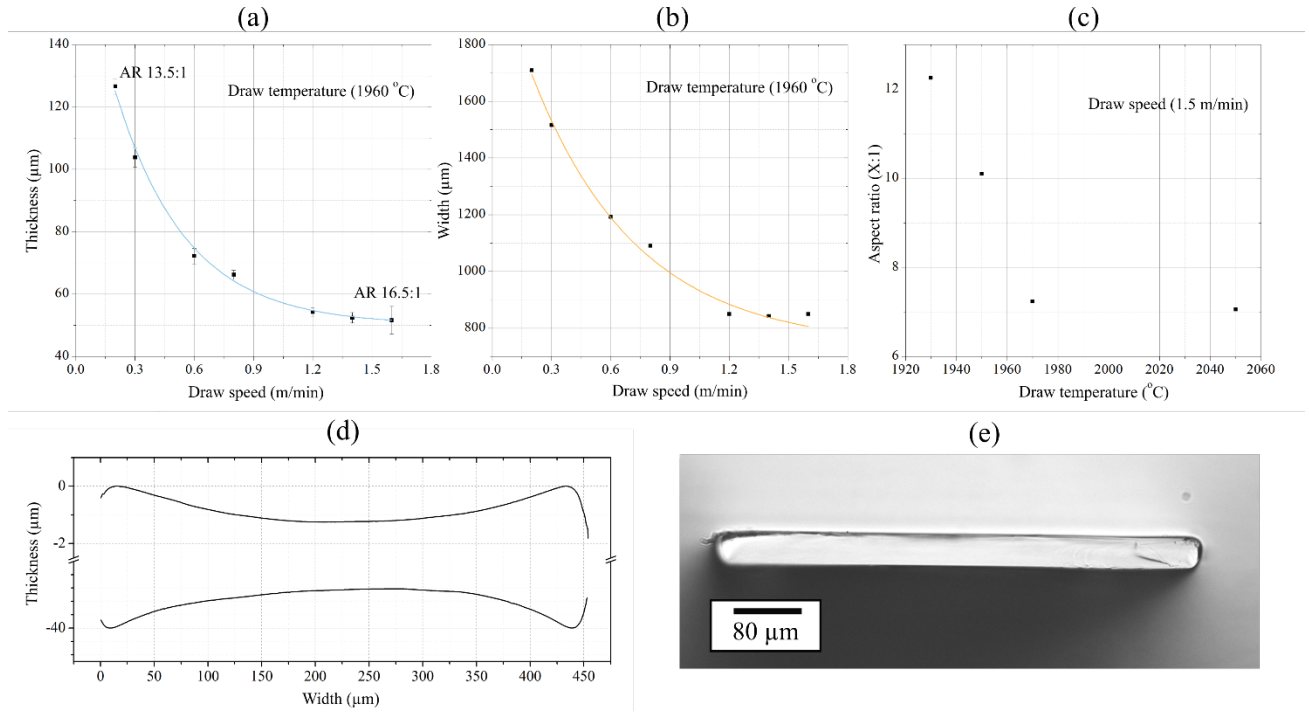 (a)
140
120
100
80
60
40
0.0
0.3
0.6
0.9
1.2
1.5
1.8
Thickness (µm)
Draw speed (m/min)
AR 13.5:1
Draw temperature (1960 °C)
AR 16.5:1
(b)
1800
1600
1400
1200
1000
800
0.0
0.3
0.6
0.9
1.2
1.5
1.8
Width (µm)
Draw speed (m/min)
Draw temperature (1960 °C)
(c)
12
10
8
6
1920
1940
1960
1980
2000
2020
2040
2060
Aspect ratio (X:1)
Draw temperature (°C)
Draw speed (1.5 m/min)
(d)
0
-2
-40
Thickness (µm)
Thickness (µm)
0
50
100
150
200
250
300
350
400
450
Width (µm)
(e)
80 µm